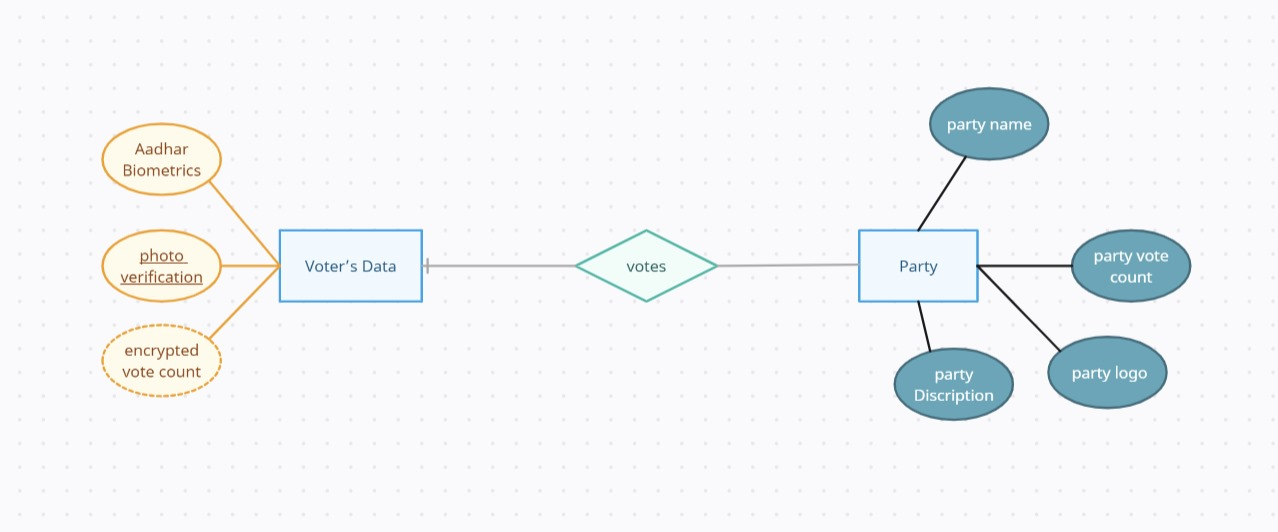 party name
Aadhar
Biometrics
photo
verification
Voter’s Data
votes
Party
party vote
count
encrypted
vote count
party
Discription
party logo